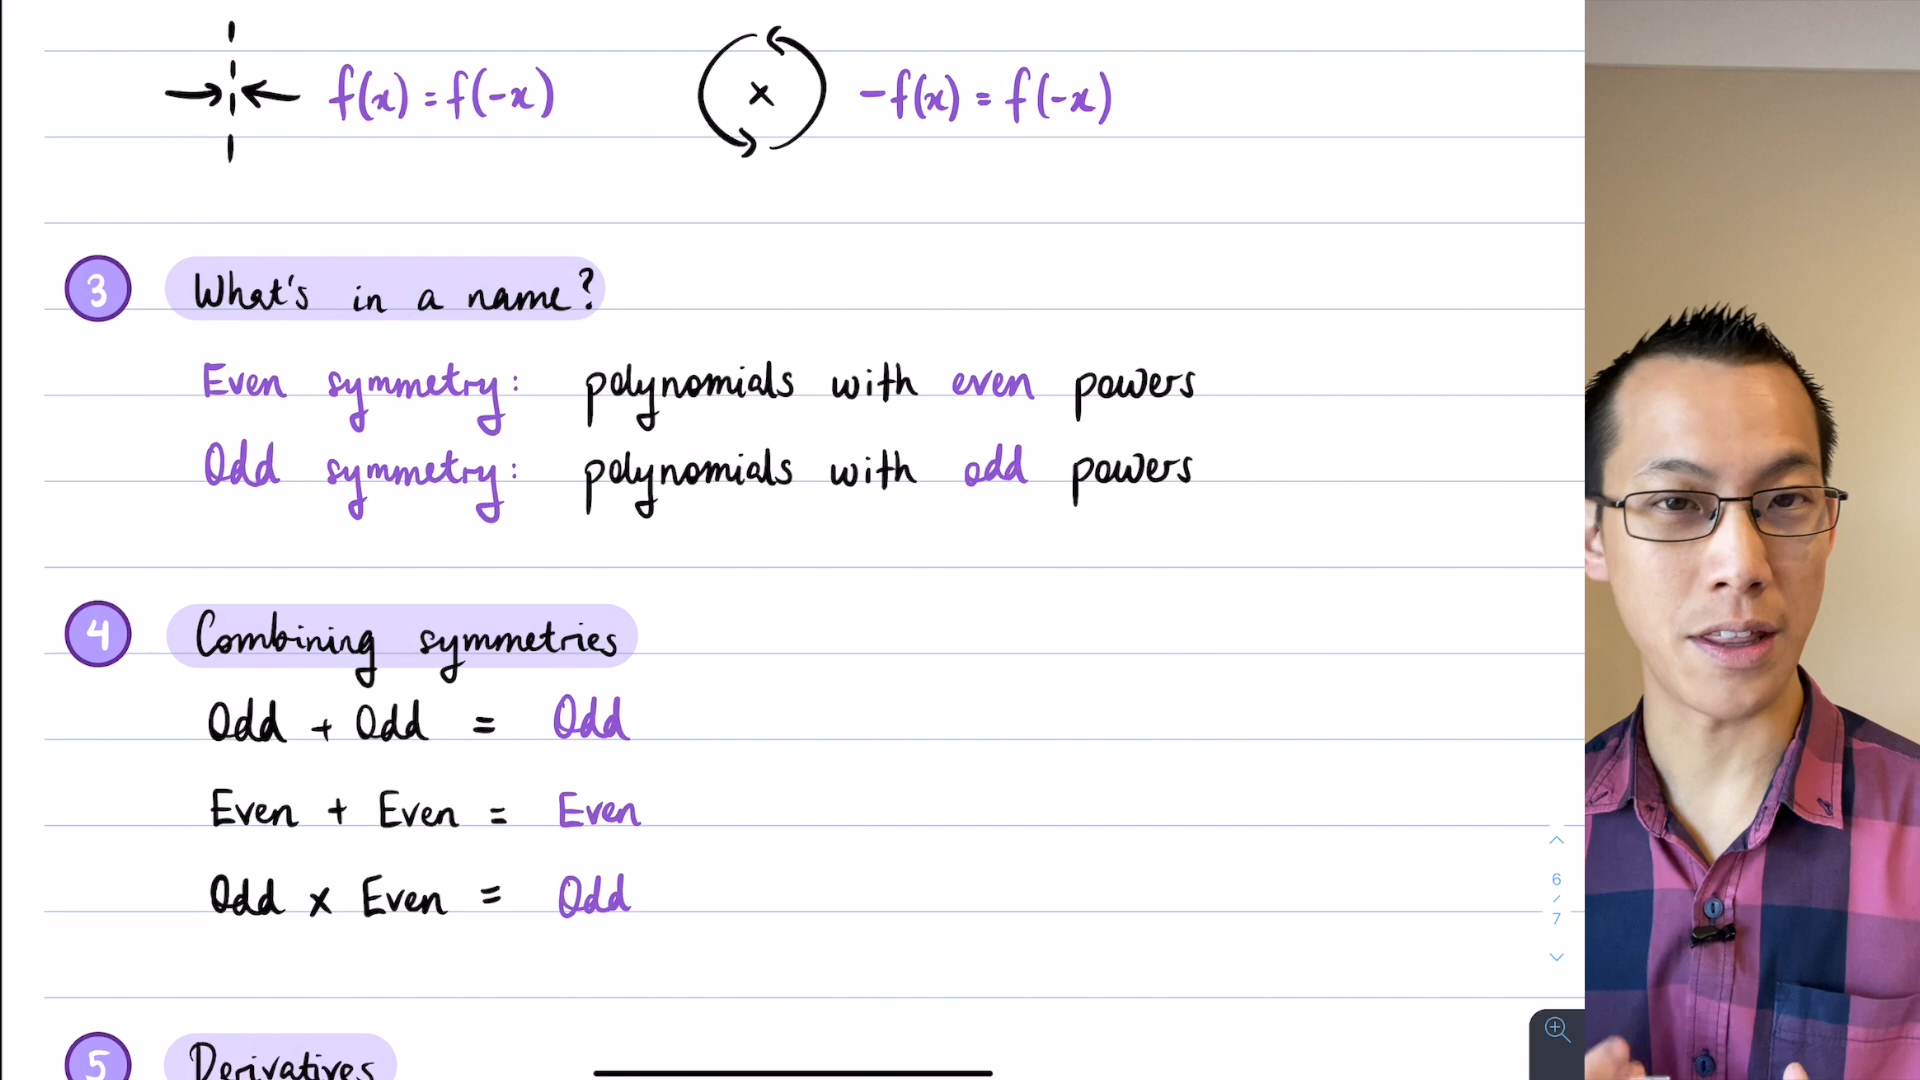 f(x) = f(-x)
x
-f(x) = f(-x)
3 What's in a name?
Even symmetry: polynomials with even powers
Odd symmetry: polynomials with odd powers
4 Combining symmetries
Odd + Odd = Odd
Even + Even = Even
Odd x Even = Odd
6
/
7
5 Derivatives